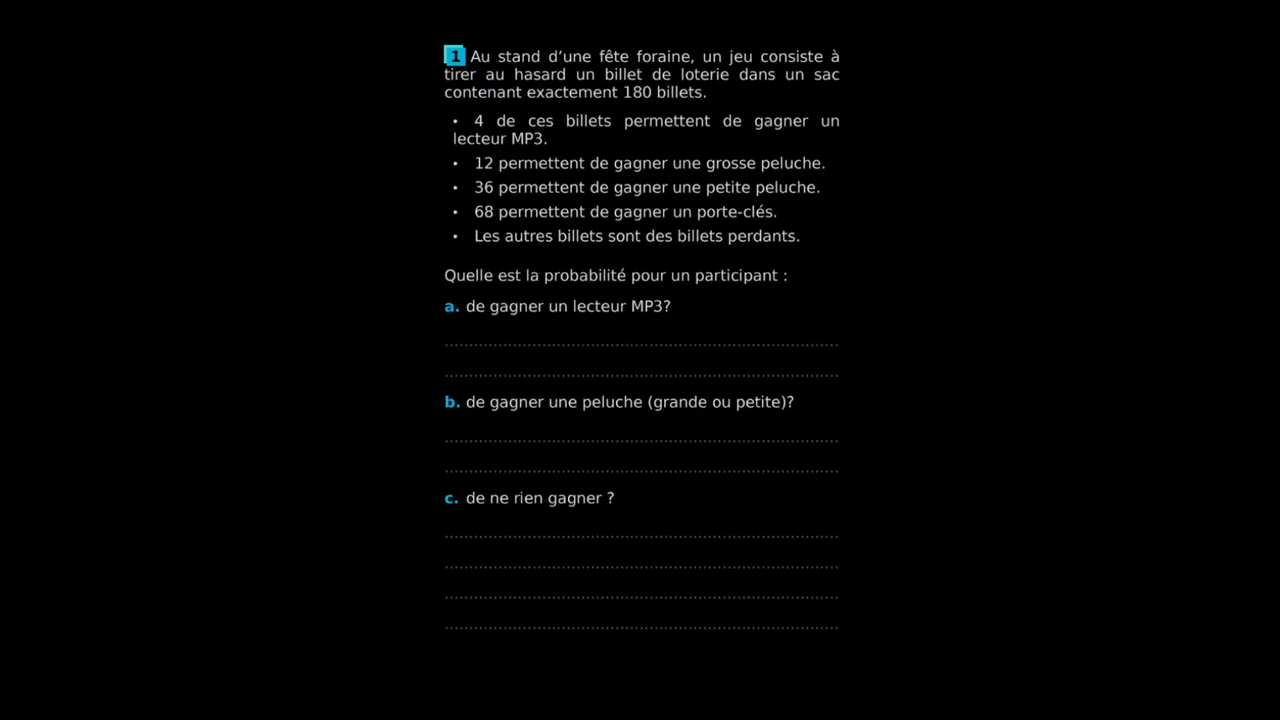 1 Au stand d’une fête foraine, un jeu consiste à
tirer au hasard un billet de loterie dans un sac
contenant exactement 180 billets.
• 4 de ces billets permettent de gagner un
lecteur MP3.
• 12 permettent de gagner une grosse peluche.
• 36 permettent de gagner une petite peluche.
• 68 permettent de gagner un porte-clés.
• Les autres billets sont des billets perdants.
Quelle est la probabilité pour un participant :
a. de gagner un lecteur MP3?
b. de gagner une peluche (grande ou petite)?
c. de ne rien gagner ?